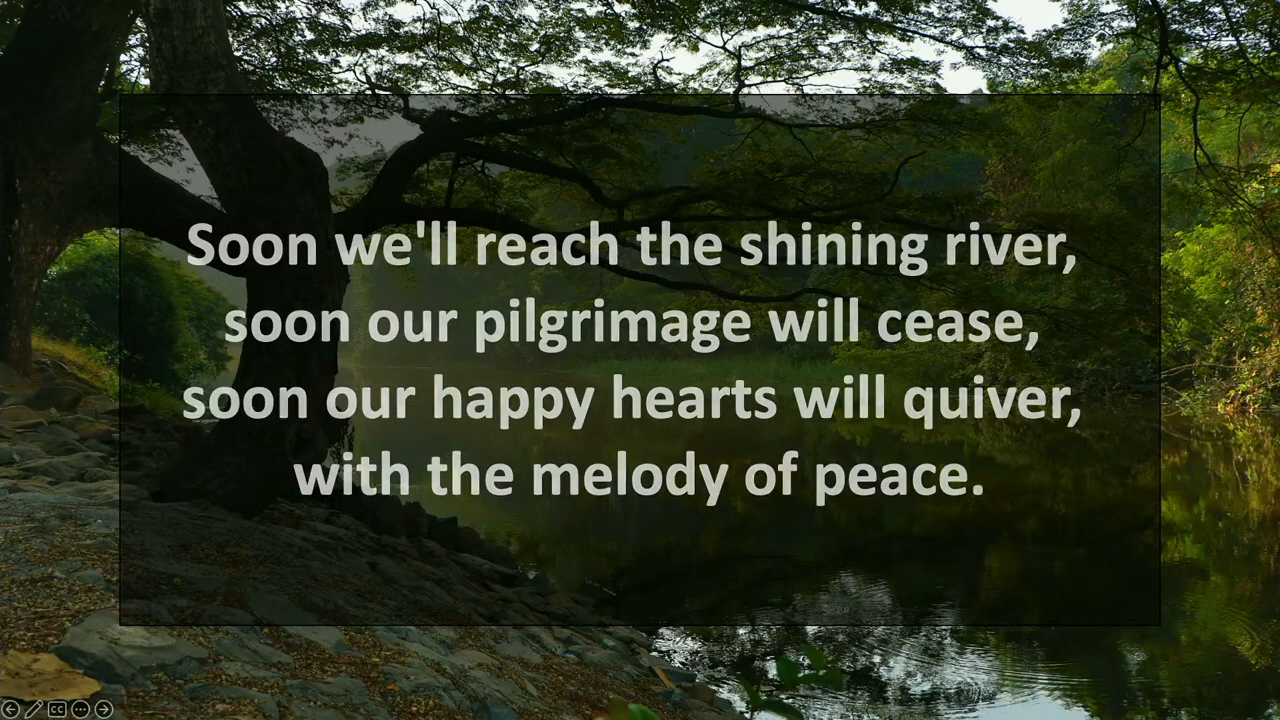 Soon we'll reach the shining river,
soon our pilgrimage will cease,
soon our happy hearts will quiver,
with the melody of peace.
CC